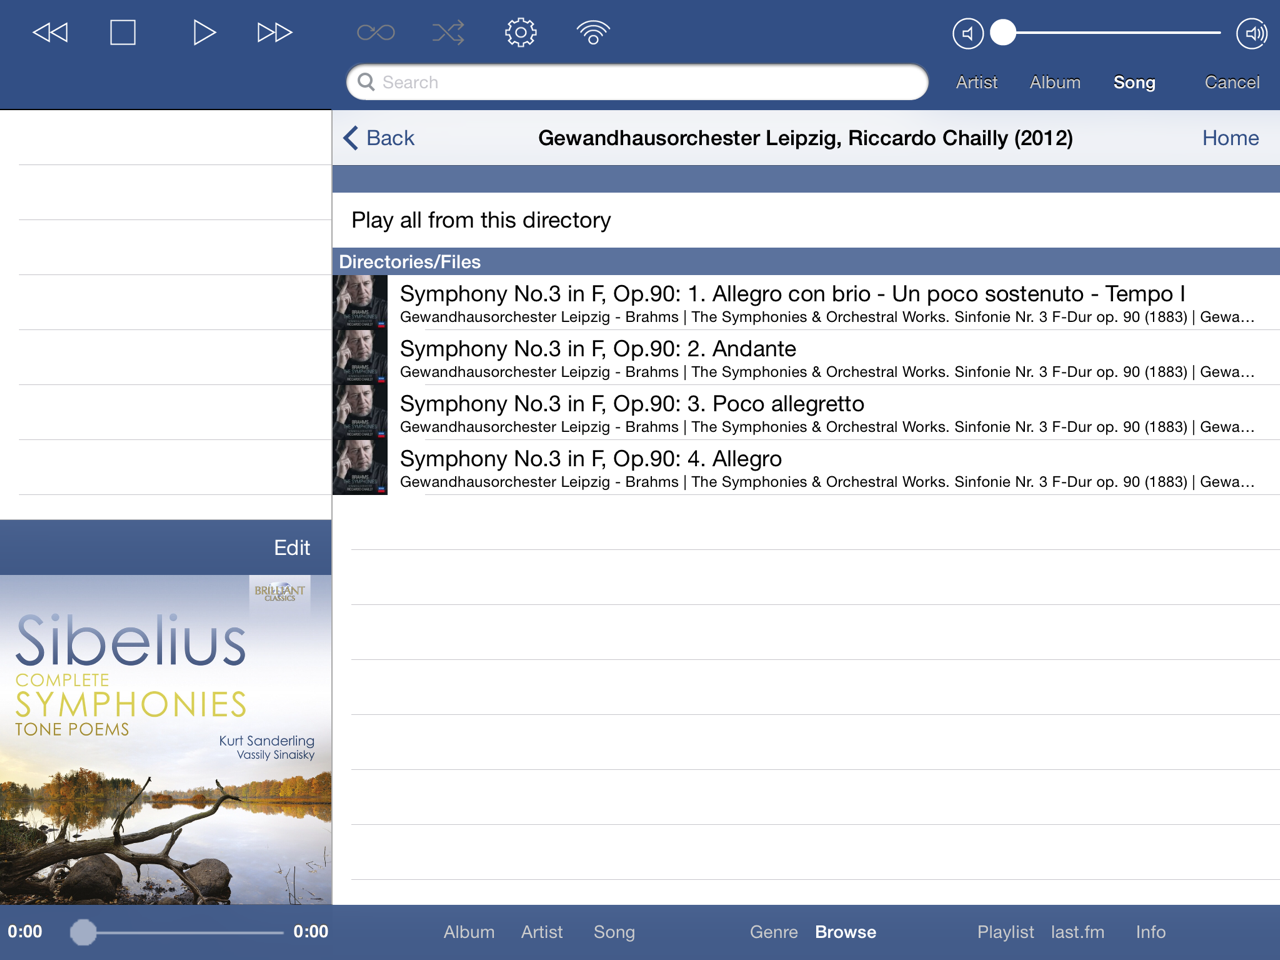 Search
Artist Album Song Cancel
Back
Gewandhausorchester Leipzig, Riccardo Chailly (2012)
Home
Play all from this directory
Directories/Files
Symphony No.3 in F, Op.90: 1. Allegro con brio - Un poco sostenuto - Tempo I
Gewandhausorchester Leipzig - Brahms | The Symphonies & Orchestral Works. Sinfonie Nr. 3 F-Dur op. 90 (1883) | Gewa…
Symphony No.3 in F, Op.90: 2. Andante
Gewandhausorchester Leipzig - Brahms | The Symphonies & Orchestral Works. Sinfonie Nr. 3 F-Dur op. 90 (1883) | Gewa…
Symphony No.3 in F, Op.90: 3. Poco allegretto
Gewandhausorchester Leipzig - Brahms | The Symphonies & Orchestral Works. Sinfonie Nr. 3 F-Dur op. 90 (1883) | Gewa…
Symphony No.3 in F, Op.90: 4. Allegro
Gewandhausorchester Leipzig - Brahms | The Symphonies & Orchestral Works. Sinfonie Nr. 3 F-Dur op. 90 (1883) | Gewa…
Edit
BRILLIANT
CLASSICS
Sibelius
COMPLETE
SYMPHONIES
TONE POEMS
Kurt Sanderling
Vassily Sinaisky
0:00 0:00
Album Artist Song Genre Browse Playlist last.fm Info